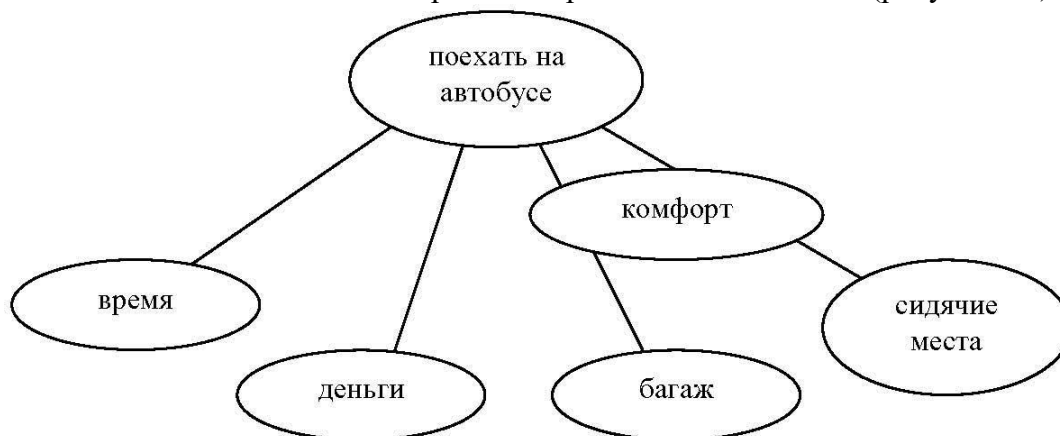 поехать на
автобусе
комфорт
время
сидячие
места
деньги
багаж